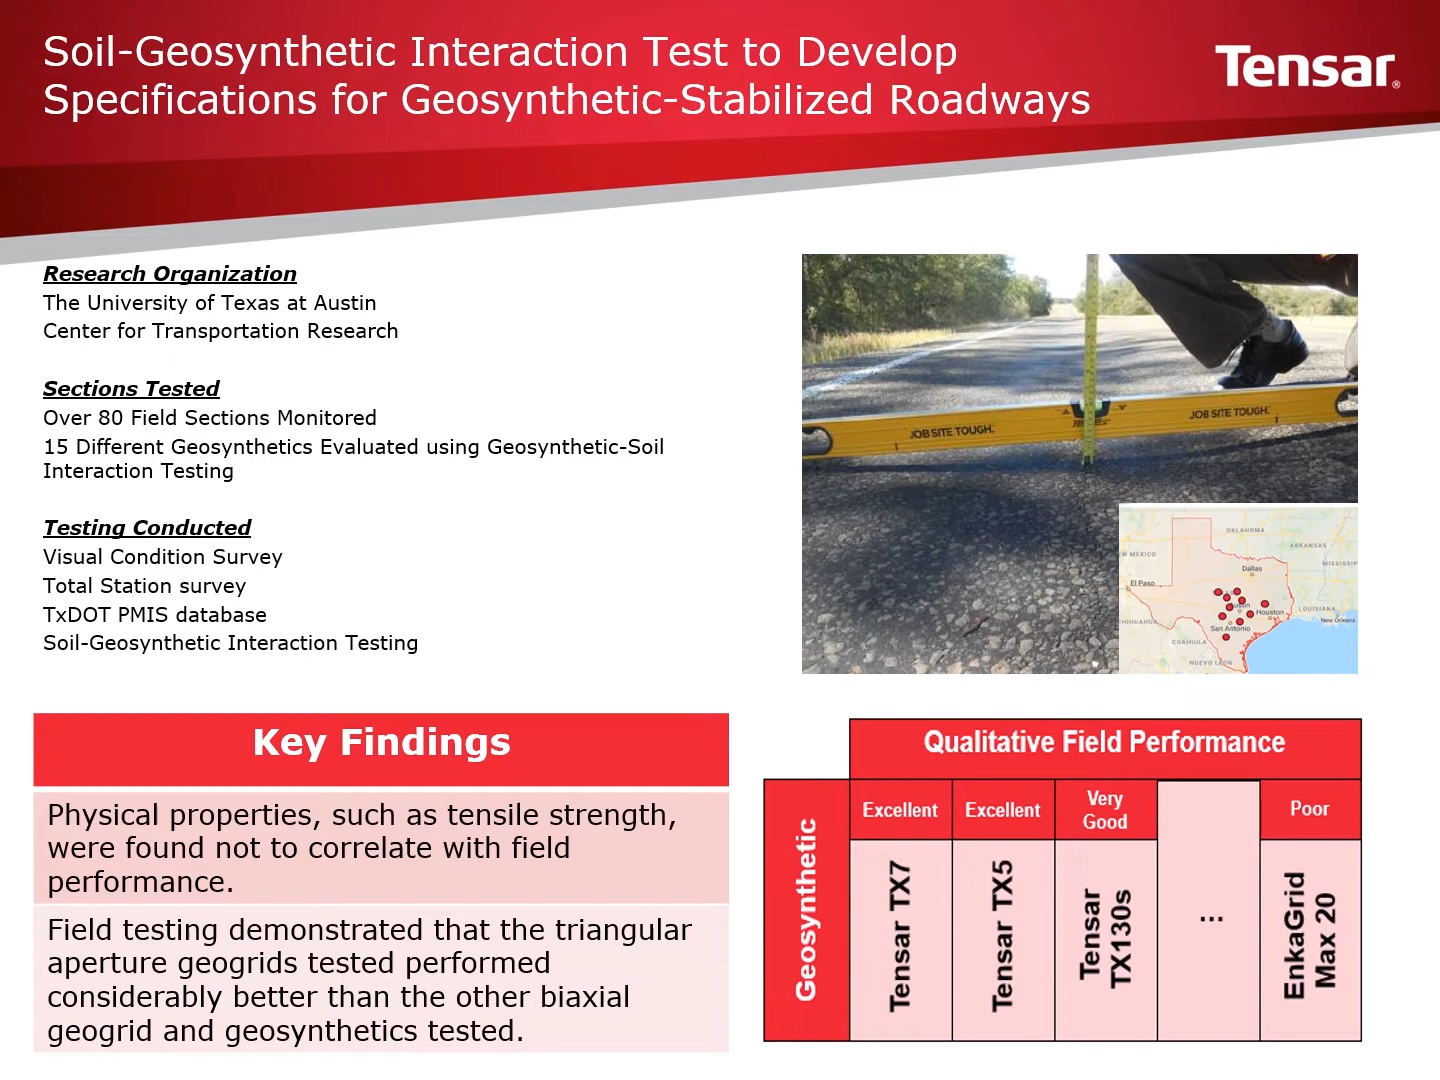 Soil-Geosynthetic Interaction Test to Develop
Specifications for Geosynthetic-Stabilized Roadways
Tensar®
Research Organization
The University of Texas at Austin
Center for Transportation Research
Sections Tested
Over 80 Field Sections Monitored
15 Different Geosynthetics Evaluated using Geosynthetic-Soil
Interaction Testing
Testing Conducted
Visual Condition Survey
Total Station survey
TxDOT PMIS database
Soil-Geosynthetic Interaction Testing
JOB SITE TOUGH.
JOB SITE TOUGH.
OKLAHOMA
ARKANSAS
EW MEXICO
MISSISSIP
Dallas
El Paso
Houston
LOUISIANA
New Orleans
San Antonio
CHIHUAHUA
COAHUILA
NUEVO LEON
Key Findings
Physical properties, such as tensile strength,
were found not to correlate with field
performance.
Field testing demonstrated that the triangular
aperture geogrids tested performed
considerably better than the other biaxial
geogrid and geosynthetics tested.
Qualitative Field Performance
Geosynthetic
Excellent
Excellent
Very
Good
Poor
Tensar TX7
Tensar TX5
Tensar
TX130s
...
EnkaGrid
Max 20